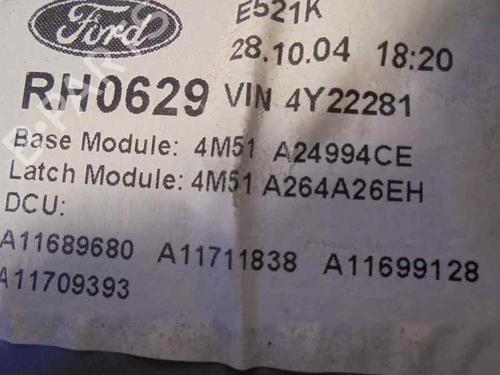 Ford
E521K
28.10.04 18:20
RH0629 VIN 4Y22281
Base Module: 4M51 A24994CE
Latch Module: 4M51 A264A26EH
DCU:
A11689680 A11711838 A11699128
A11709393